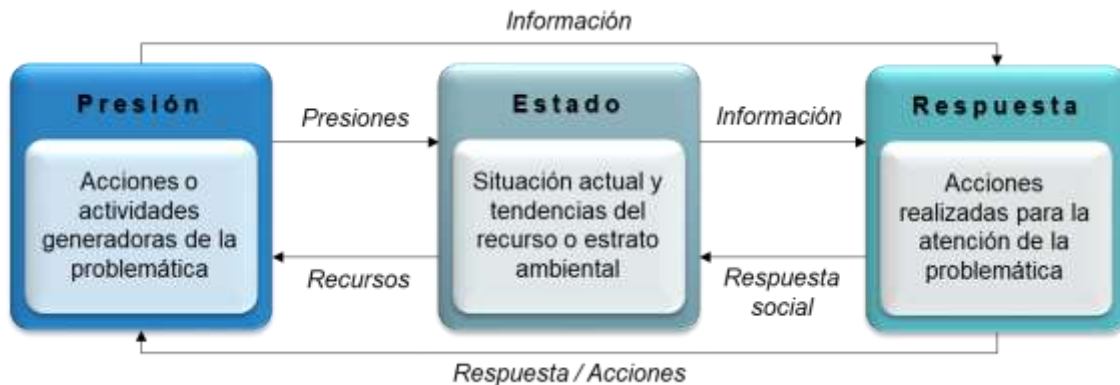 Información
Presión
Estado
Respuesta
Presiones
Información
Acciones o
actividades
generadoras de la
problemática
Situación actual y
tendencias del
recurso o estrato
ambiental
Acciones
realizadas para la
atención de la
problemática
Recursos
Respuesta
social
Respuesta / Acciones